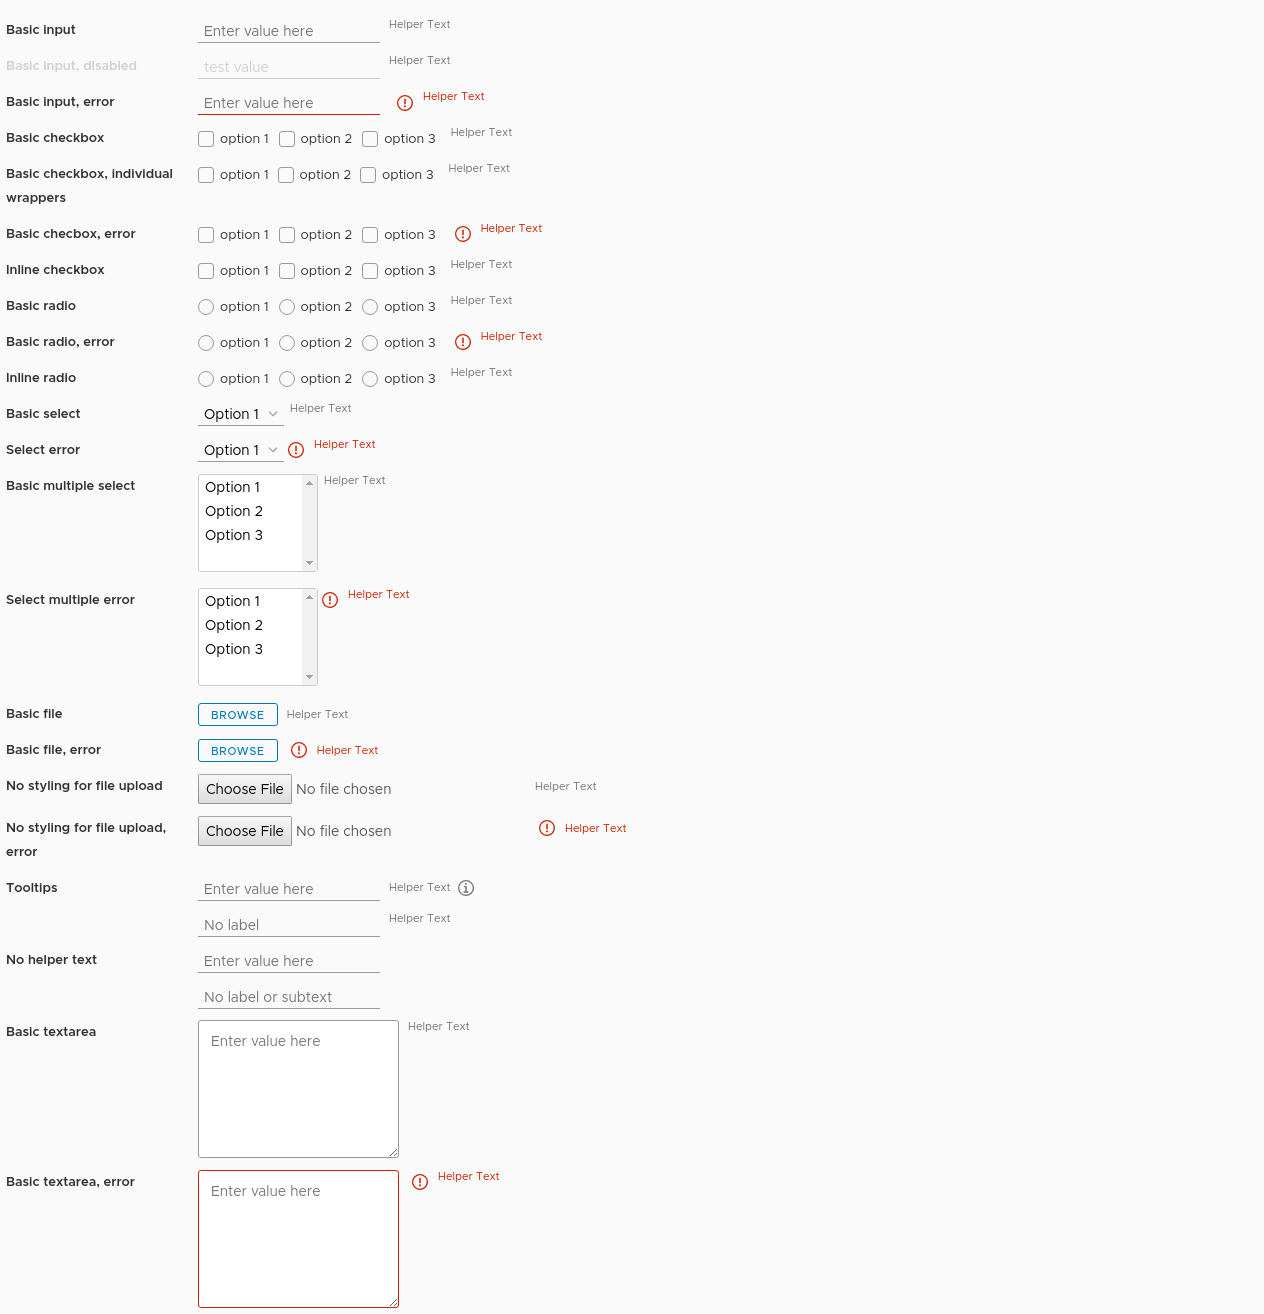 Basic input Enter value here Helper Text
Basic input, disabled test value Helper Text
Basic input, error Enter value here Helper Text
Basic checkbox option 1 option 2 option 3 Helper Text
Basic checkbox, individual option 1 option 2 option 3 Helper Text
wrappers
Basic checbox, error option 1 option 2 option 3 Helper Text
Inline checkbox option 1 option 2 option 3 Helper Text
Basic radio option 1 option 2 option 3 Helper Text
Basic radio, error option 1 option 2 option 3 Helper Text
Inline radio option 1 option 2 option 3 Helper Text
Basic select Option 1 Helper Text
Select error Option 1 Helper Text
Basic multiple select Option 1 Helper Text
Option 2
Option 3
Select multiple error Option 1 Helper Text
Option 2
Option 3
Basic file BROWSE Helper Text
Basic file, error BROWSE Helper Text
No styling for file upload Choose File No file chosen Helper Text
No styling for file upload, Choose File No file chosen Helper Text
error
Tooltips Enter value here Helper Text
No label Helper Text
No helper text Enter value here
No label or subtext
Basic textarea Enter value here Helper Text
Basic textarea, error Enter value here Helper Text